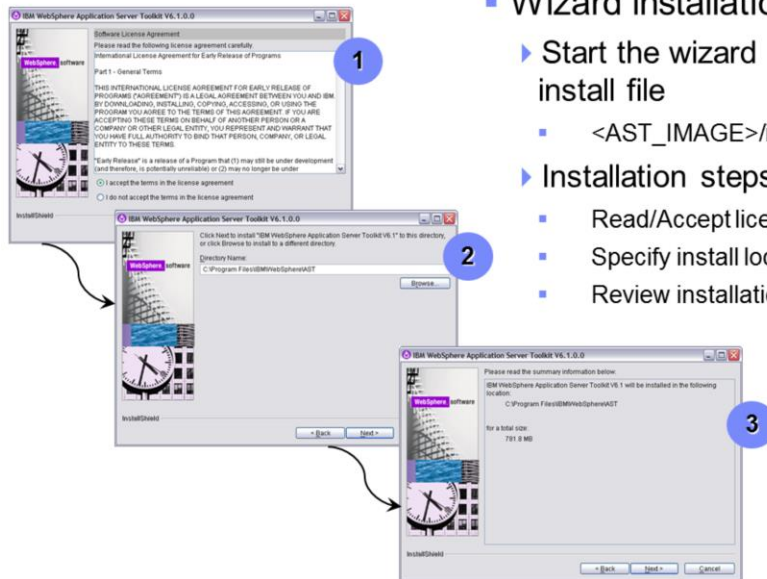 Wizard installatio
Start the wizard
install file
<AST_IMAGE>/i
Installation steps
Read/Accept lice
Specify install loc
Review installati
IBM WebSphere Application Server Toolkit V6.1.0.0
WebSphere software
Software License Agreement
Please read the following license agreement carefully.
International License Agreement for Early Release of Programs
Part 1 - General Terms
THIS INTERNATIONAL LICENSE AGREEMENT FOR EARLY RELEASE OF
PROGRAMS ("AGREEMENT") IS A LEGAL AGREEMENT BETWEEN YOU AND IBM.
BY DOWNLOADING, INSTALLING, COPYING, ACCESSING, OR USING THE
PROGRAM YOU AGREE TO THE TERMS OF THIS AGREEMENT. IF YOU ARE
ACCEPTING THESE TERMS ON BEHALF OF ANOTHER PERSON OR A
COMPANY OR OTHER LEGAL ENTITY, YOU REPRESENT AND WARRANT THAT
YOU HAVE FULL AUTHORITY TO BIND THAT PERSON, COMPANY, OR LEGAL
ENTITY TO THESE TERMS.
"Early Release" is a release of a Program that (1) may still be under development
(and therefore, is potentially unreliable) or (2) may no longer be under
I accept the terms in the license agreement
I do not accept the terms in the license agreement
InstallShield
1
IBM WebSphere Application Server Toolkit V6.1.0.0
WebSphere software
Click Next to install "IBM WebSphere Application Server Toolkit V6.1" to this directory,
or click Browse to install to a different directory.
Directory Name:
C:\Program Files\IBM\WebSphere\AST
Browse...
InstallShield
< Back
Next >
2
IBM WebSphere Application Server Toolkit V6.1.0.0
WebSphere software
Please read the summary information below.
IBM WebSphere Application Server Toolkit V6.1 will be installed in the following
location:
C:\Program Files\IBM\WebSphere\AST
for a total size:
791.8 MB
InstallShield
< Back
Next >
Cancel
3